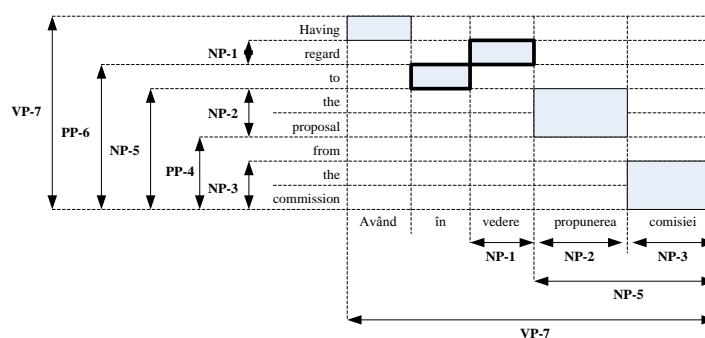 Having
NP-1 regard
to
VP-7 PP-6 NP-5 NP-2 the
proposal
PP-4 from
NP-3 the
commission
Având în vedere propunerea comisiei
NP-1 NP-2 NP-3
NP-5
VP-7